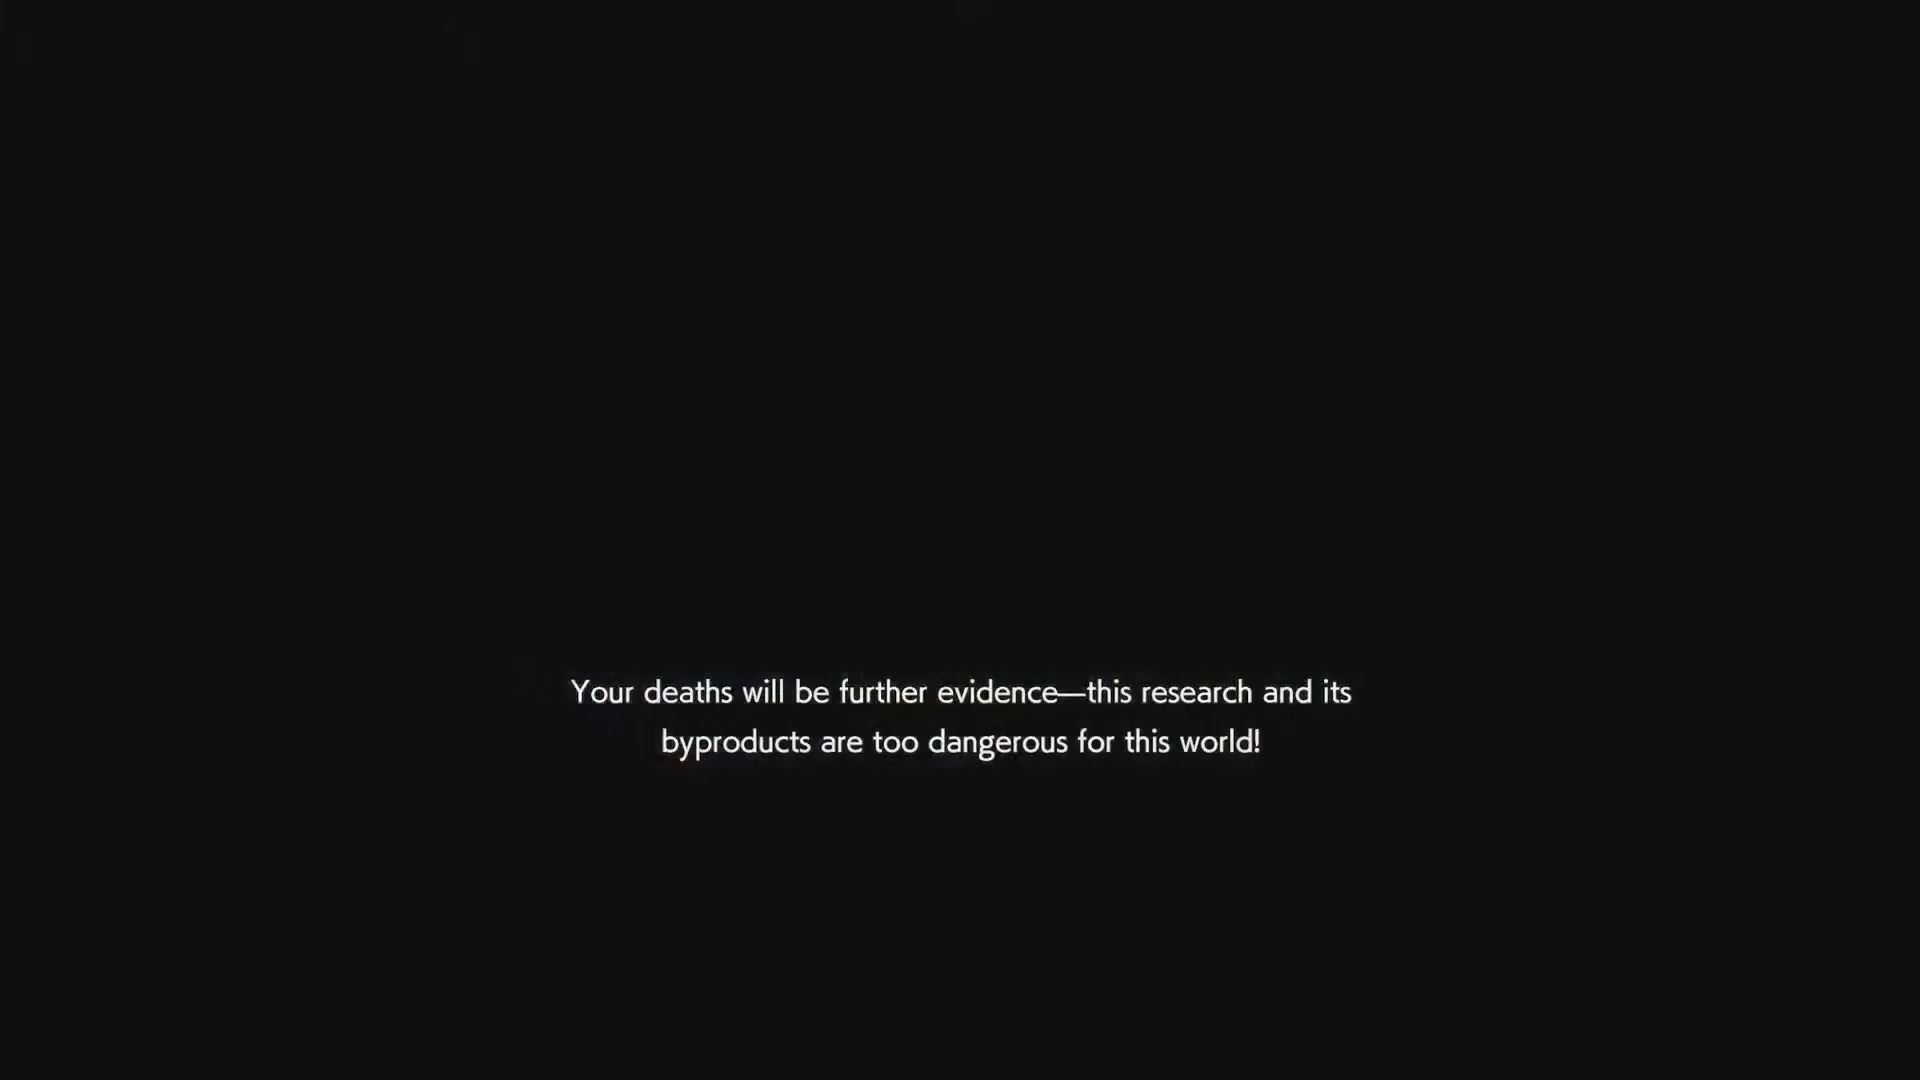 Your deaths will be further evidence—this research and its
byproducts are too dangerous for this world!